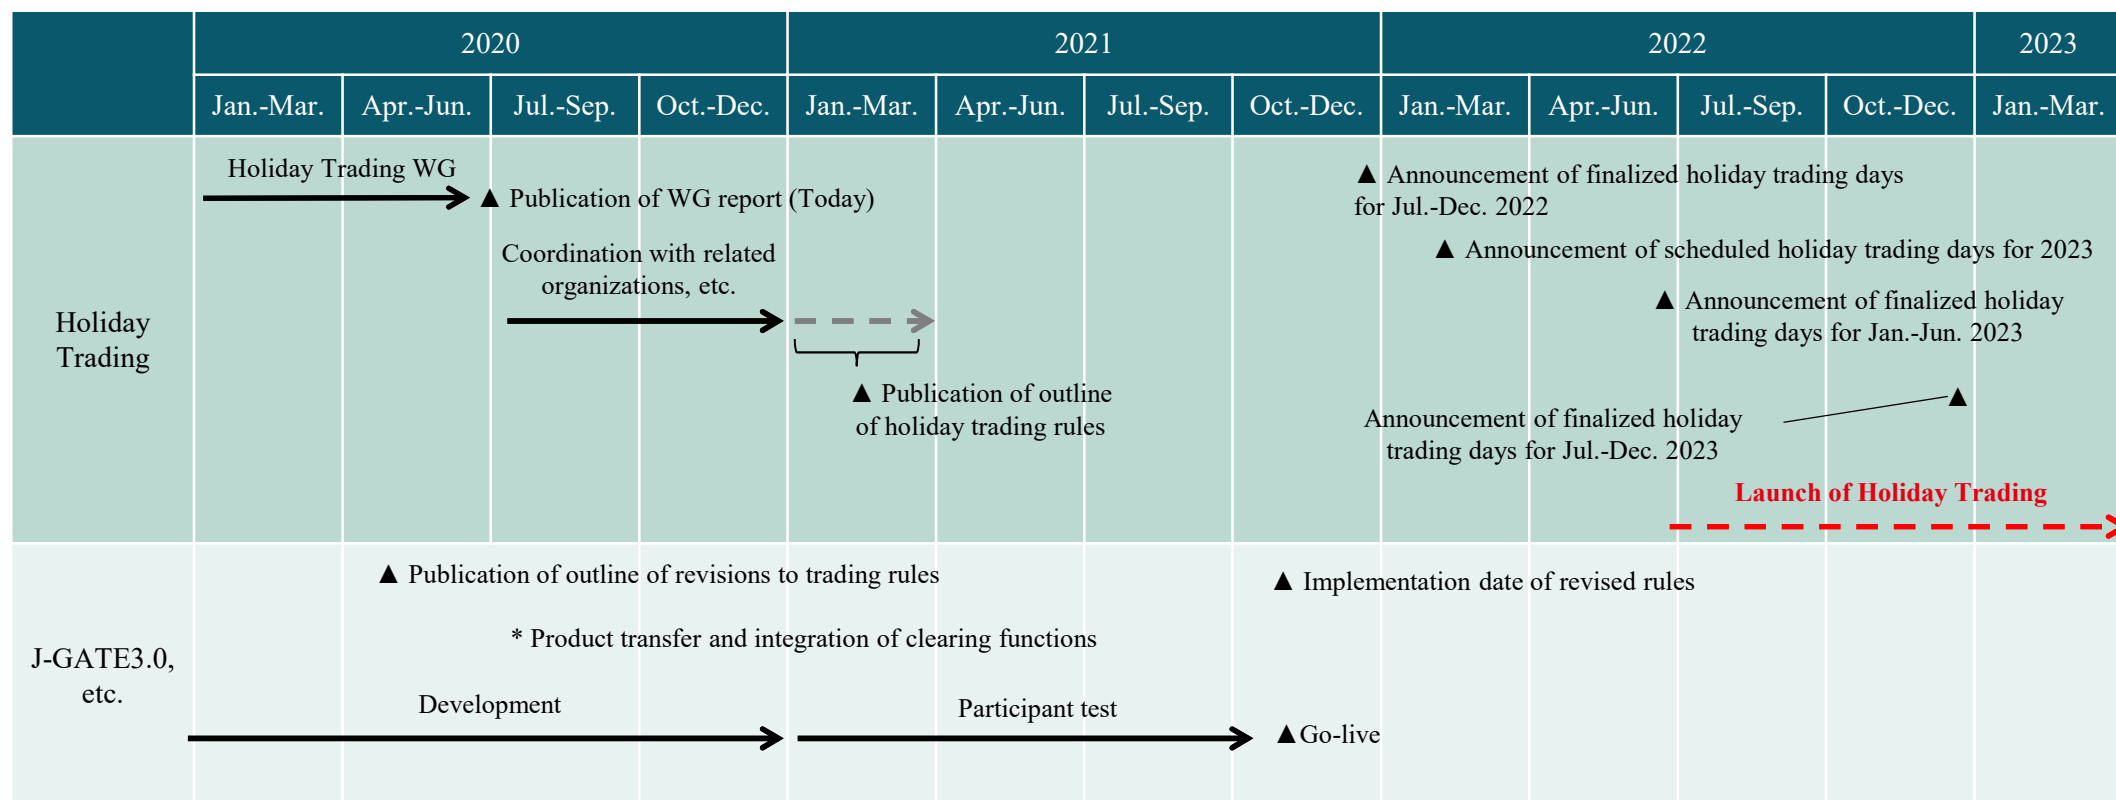 2020
2021
2022
2023
Jan.-Mar.
Apr.-Jun.
Jul.-Sep.
Oct.-Dec.
Jan.-Mar.
Apr.-Jun.
Jul.-Sep.
Oct.-Dec.
Jan.-Mar.
Apr.-Jun.
Jul.-Sep.
Oct.-Dec.
Jan.-Mar.
Holiday
Trading
Holiday Trading WG
▲ Publication of WG report (Today)
Coordination with related
organizations, etc.
▲ Publication of outline
of holiday trading rules
▲ Announcement of finalized holiday trading days
for Jul.-Dec. 2022
▲ Announcement of scheduled holiday trading days for 2023
▲ Announcement of finalized holiday
trading days for Jan.-Jun. 2023
▲
Announcement of finalized holiday
trading days for Jul.-Dec. 2023
Launch of Holiday Trading
J-GATE3.0,
etc.
▲ Publication of outline of revisions to trading rules
▲ Implementation date of revised rules
* Product transfer and integration of clearing functions
Development
Participant test
▲Go-live